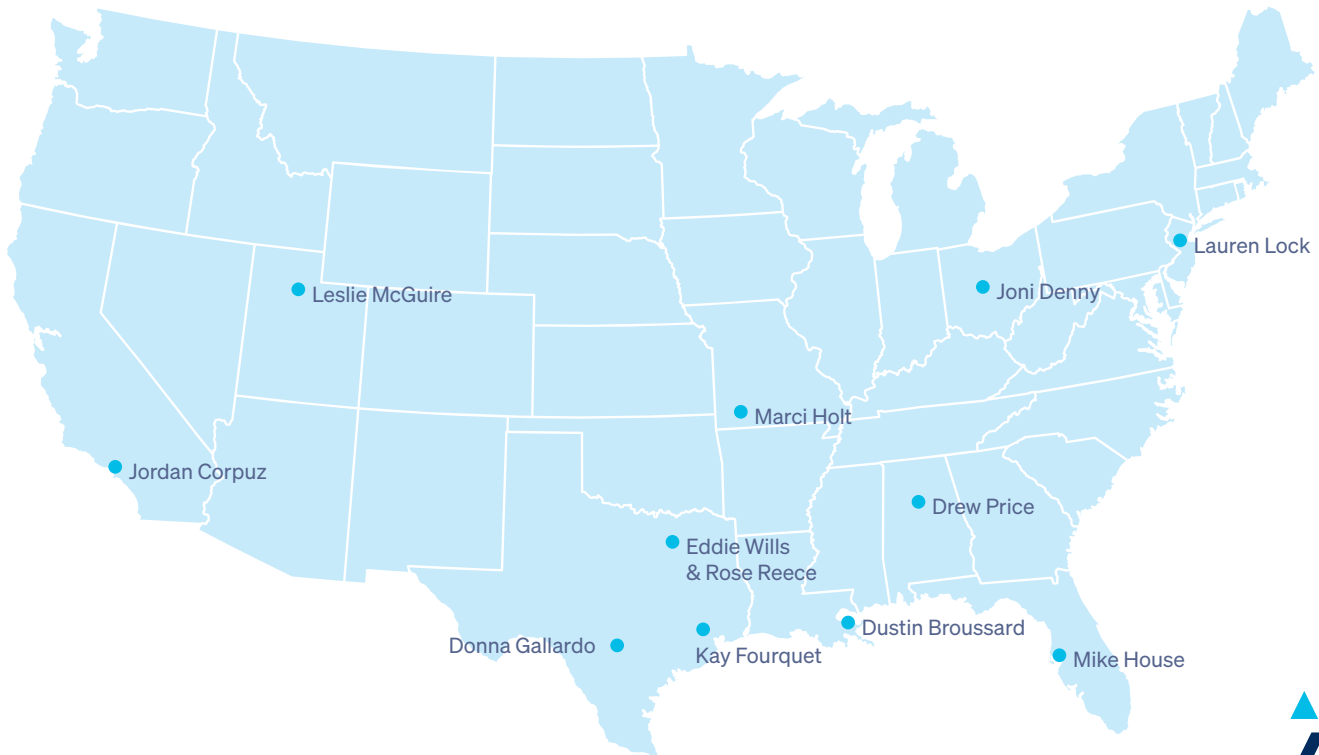 Lauren Lock
Leslie McGuire
Joni Denny
Marci Holt
Jordan Corpuz
Drew Price
Eddie Wills
& Rose Reece
Dustin Broussard
Donna Gallardo
Kay Fourquet
Mike House